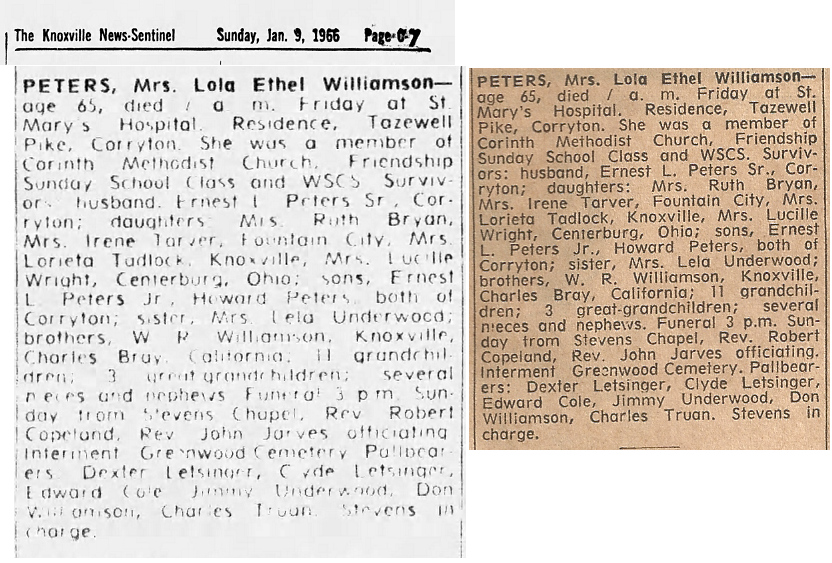 The Knoxville News-Sentinel Sunday, Jan. 9, 1966 Page
PETERS, Mrs. Lola Ethel Williamson—
age 65, died / a m. Friday at St.
Mary's Hospital. Residence, Tazewell
Pike, Corryton. She was a member of
Corinth Methodist Church, Friendship
Sunday School Class and WSCS Surviv-
ors husband. Ernest L Peters Sr, Cor-
ryton; daughters Mrs. Ruth Bryan,
Mrs. Irene Tarver, Fountain City, Mrs.
Lorieta Tadlock, Knoxville, Mrs. Lucille
Wright, Centerburg, Ohio; sons, Ernest
L. Peters Jr, Howard Peters, both of
Corryton; sister, Mrs. Lela Underwood;
brothers, W R Williamson, Knoxville,
Charles Bray, California; 11 grandchil-
dren; 3 great grandchildren; several
nieces and nephews Funeral 3 p m. Sun-
day from Stevens Chapel, Rev Robert
Copeland, Rev John Jarves officiating
Interment Greenwood Cemetery Pallbear-
ers Dexter Letsinger, Clyde Letsinger,
Edward Cole Jimmy Underwood, Don
Williamson, Charles Truan. Stevens in
charge.
PETERS, Mrs. Lola Ethel Williamson—
age 65, died / a. m. Friday at St.
Mary's Hospital. Residence, Tazewell
Pike, Corryton. She was a member of
Corinth Methodist Church, Friendship
Sunday School Class and WSCS. Surviv-
ors: husband, Ernest L. Peters Sr., Cor-
ryton; daughters: Mrs. Ruth Bryan,
Mrs. Irene Tarver, Fountain City, Mrs.
Lorieta Tadlock, Knoxville, Mrs. Lucille
Wright, Centerburg, Ohio; sons, Ernest
L. Peters Jr., Howard Peters, both of
Corryton; sister, Mrs. Lela Underwood;
brothers, W. R. Williamson, Knoxville,
Charles Bray, California; 11 grandchil-
dren; 3 great-grandchildren; several
nieces and nephews. Funeral 3 p.m. Sun-
day from Stevens Chapel, Rev. Robert
Copeland, Rev. John Jarves officiating.
Interment Greenwood Cemetery. Pallbear-
ers: Dexter Letsinger, Clyde Letsinger,
Edward Cole, Jimmy Underwood, Don
Williamson, Charles Truan. Stevens in
charge.